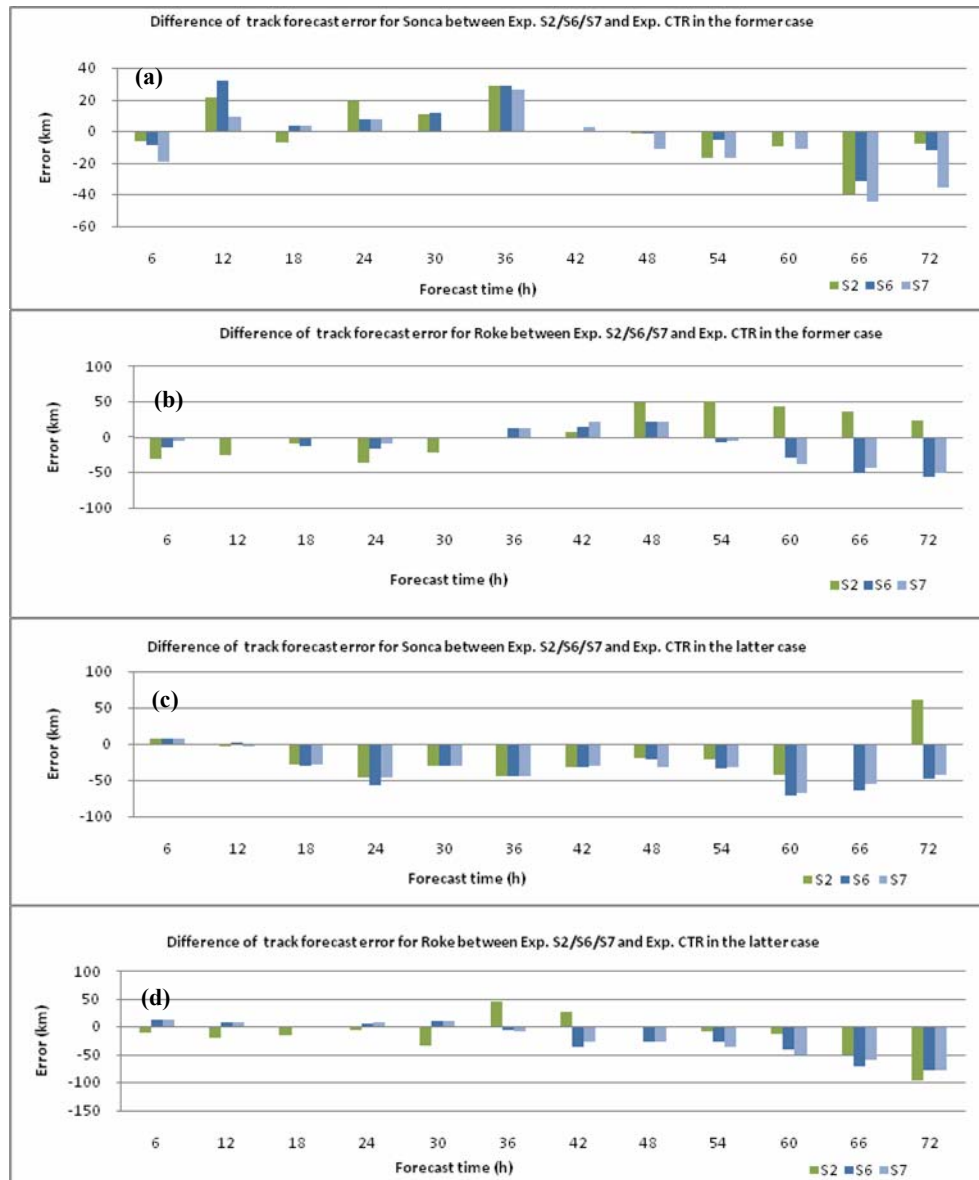 Difference of track forecast error for Sonca between Exp. S2/S6/S7 and Exp. CTR in the former case
(a)
Error (km)
40
20
0
-20
-40
-60
6 12 18 24 30 36 42 48 54 60 66 72
Forecast time (h)
S2 S6 S7
Difference of track forecast error for Roke between Exp. S2/S6/S7 and Exp. CTR in the former case
(b)
Error (km)
100
50
0
-50
-100
6 12 18 24 30 36 42 48 54 60 66 72
Forecast time (h)
S2 S6 S7
Difference of track forecast error for Sonca between Exp. S2/S6/S7 and Exp. CTR in the latter case
(c)
Error (km)
100
50
0
-50
-100
6 12 18 24 30 36 42 48 54 60 66 72
Forecast time (h)
S2 S6 S7
Difference of track forecast error for Roke between Exp. S2/S6/S7 and Exp. CTR in the latter case
(d)
Error (km)
100
50
0
-50
-100
-150
6 12 18 24 30 36 42 48 54 60 66 72
Forecast time (h)
S2 S6 S7